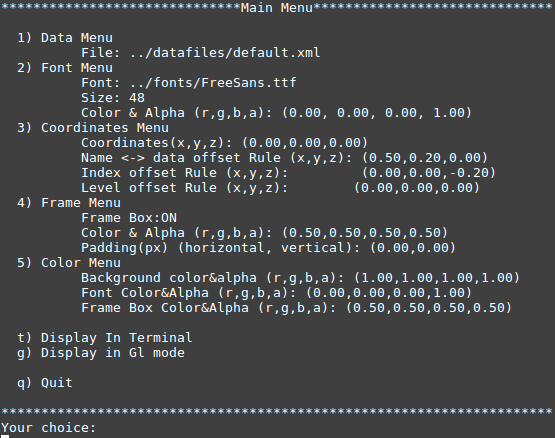 ******************************Main Menu******************************
1) Data Menu
File: ../datafiles/default.xml
2) Font Menu
Font: ../fonts/FreeSans.ttf
Size: 48
Color & Alpha (r,g,b,a): (0.00, 0.00, 0.00, 1.00)
3) Coordinates Menu
Coordinates(x,y,z): (0.00,0.00,0.00)
Name <-> data offset Rule (x,y,z): (0.50,0.20,0.00)
Index offset Rule (x,y,z):         (0.00,0.00,-0.20)
Level offset Rule (x,y,z):        (0.00,0.00,0.00)
4) Frame Menu
Frame Box:ON
Color & Alpha (r,g,b,a): (0.50,0.50,0.50,0.50)
Padding(px) (horizontal, vertical): (0.00,0.00)
5) Color Menu
Background color&alpha (r,g,b,a): (1.00,1.00,1.00,1.00)
Font Color&Alpha (r,g,b,a): (0.00,0.00,0.00,1.00)
Frame Box Color&Alpha (r,g,b,a): (0.50,0.50,0.50,0.50)
t) Display In Terminal
g) Display in Gl mode
q) Quit
*********************************************************************
Your choice: